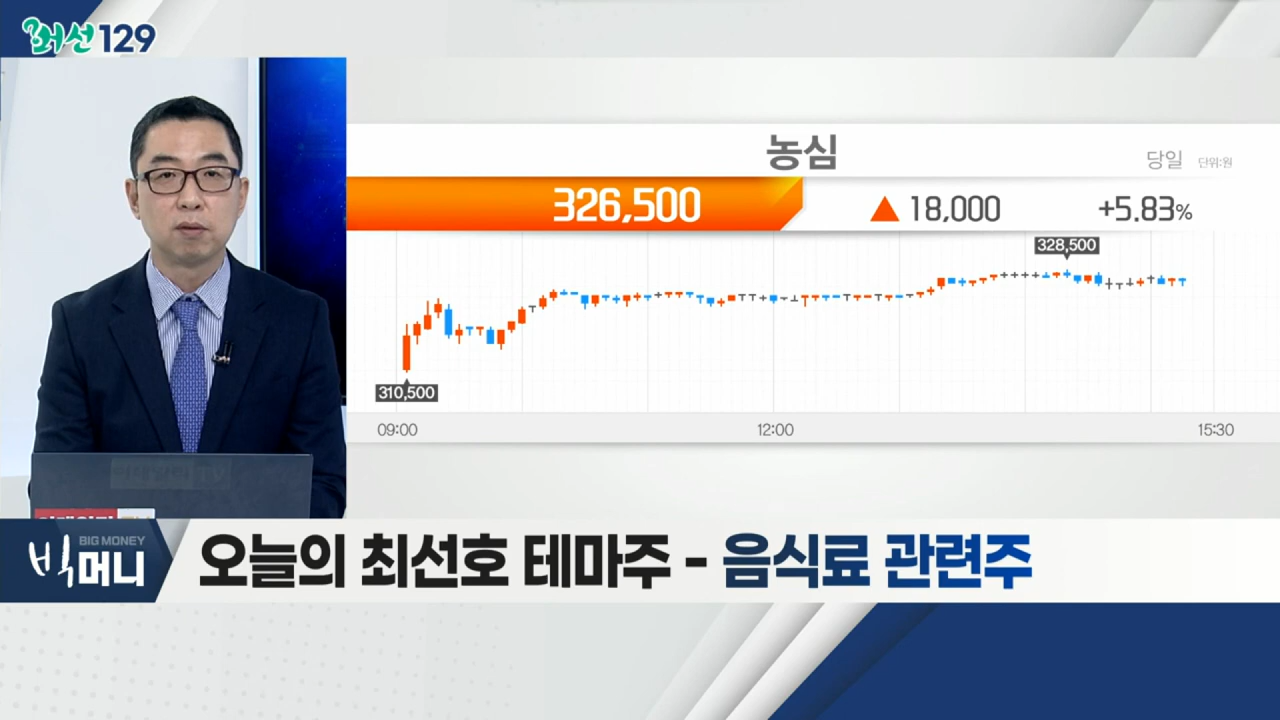 머선129
농심
당일 단위:원
326,500 ▲ 18,000 +5.83%
328,500
310,500
09:00 12:00 15:30
BIG MONEY
빅머니
오늘의 최선호 테마주 - 음식료 관련주